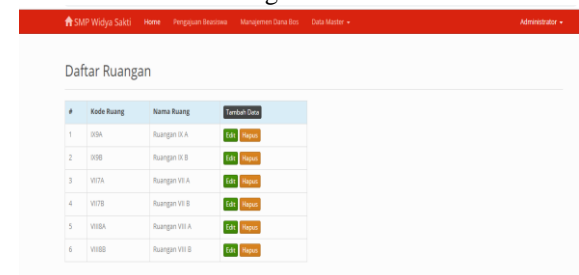 SMP Widya Sakti Home Pengajuan Beasiswa Manajemen Dana Bos Data Master Administrator
Daftar Ruangan
# Kode Ruang Nama Ruang Tambah Data
1 IX9A Ruangan IX A Edit Hapus
2 IX9B Ruangan IX B Edit Hapus
3 VII7A Ruangan VII A Edit Hapus
4 VII7B Ruangan VII B Edit Hapus
5 VIII8A Ruangan VIII A Edit Hapus
6 VIII8B Ruangan VIII B Edit Hapus